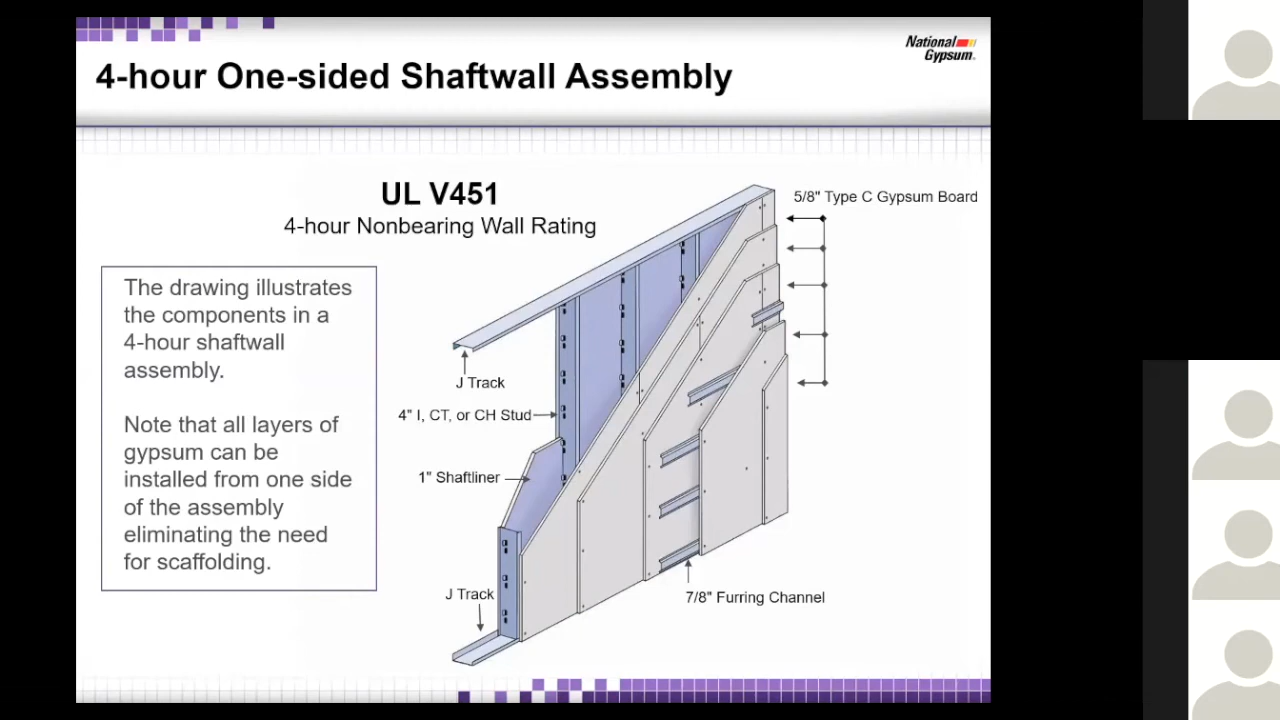 National
Gypsum®
4-hour One-sided Shaftwall Assembly
UL V451
4-hour Nonbearing Wall Rating
5/8" Type C Gypsum Board
The drawing illustrates
the components in a
4-hour shaftwall
assembly.
Note that all layers of
gypsum can be
installed from one side
of the assembly
eliminating the need
for scaffolding.
J Track
4" I, CT, or CH Stud
1" Shaftliner
J Track
7/8" Furring Channel